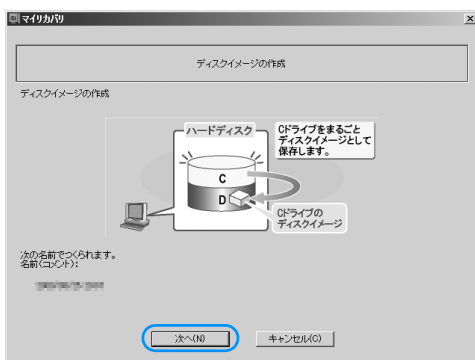 マイリカバリ
ディスクイメージの作成
ディスクイメージの作成
ハードディスク
Cドライブをまるごと
ディスクイメージとして
保存します。
C
D
Cドライブの
ディスクイメージ
次の名前でつくられます。
名前(コメント):
次へ(N)
キャンセル(C)